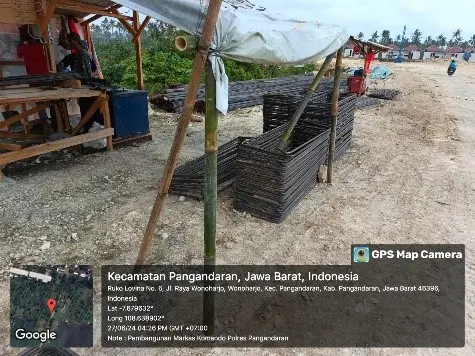 GPS Map Camera
Kecamatan Pangandaran, Jawa Barat, Indonesia
Ruko Lovina No. 6, Jl. Raya Wonoharjo, Wonoharjo, Kec. Pangandaran, Kab. Pangandaran, Jawa Barat 46396,
Indonesia
Lat -7.679632°
Long 108.638902°
27/06/24 04:26 PM GMT +07:00
Note : Pembangunan Markas Komando Polres Pangandaran
Google